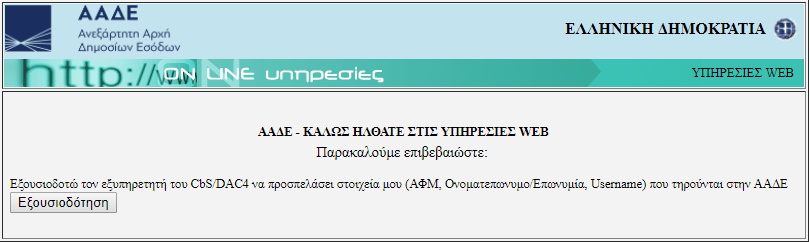 ΑΑΔΕ
Ανεξάρτητη Αρχή
Δημοσίων Εσόδων
ΕΛΛΗΝΙΚΗ ΔΗΜΟΚΡΑΤΙΑ
http://ww
ON LINE υπηρεσίες
ΥΠΗΡΕΣΙΕΣ WEB
ΑΑΔΕ - ΚΑΛΩΣ ΗΛΘΑΤΕ ΣΤΙΣ ΥΠΗΡΕΣΙΕΣ WEB
Παρακαλούμε επιβεβαιώστε:
Εξουσιοδοτώ τον εξυπηρετητή του CbS/DAC4 να προσπελάσει στοιχεία μου (ΑΦΜ, Ονοματεπωνυμο/Επωνυμία, Username) που τηρούνται στην ΑΑΔΕ
Εξουσιοδότηση